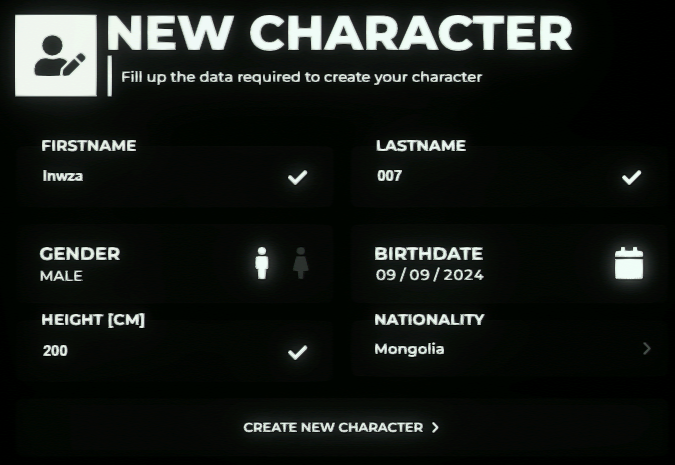 NEW CHARACTER
Fill up the data required to create your character
FIRSTNAME
Inwza
LASTNAME
007
GENDER
MALE
BIRTHDATE
09 / 09 / 2024
HEIGHT [CM]
200
NATIONALITY
Mongolia
CREATE NEW CHARACTER